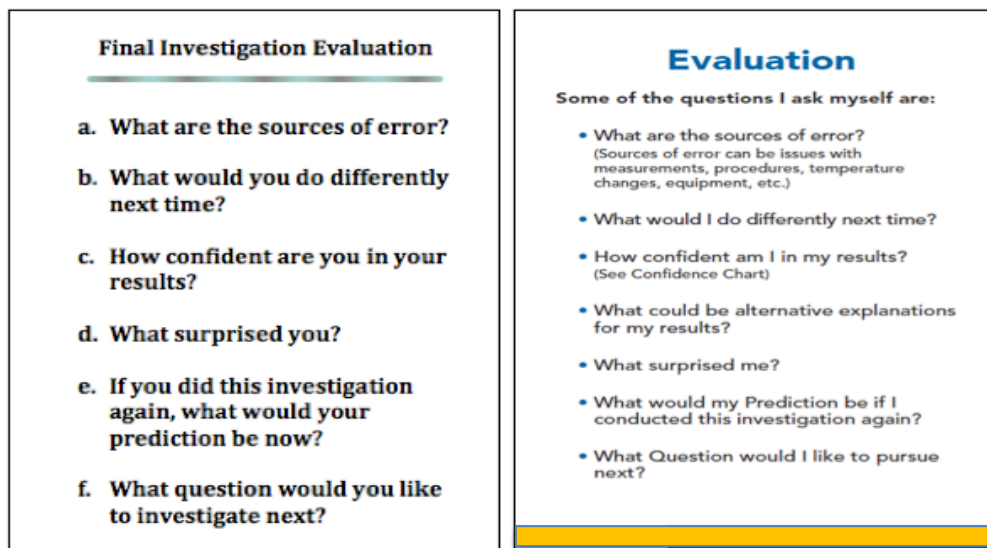 Final Investigation Evaluation
a. What are the sources of error?
b. What would you do differently
next time?
c. How confident are you in your
results?
d. What surprised you?
e. If you did this investigation
again, what would your
prediction be now?
f. What question would you like
to investigate next?
Evaluation
Some of the questions I ask myself are:
• What are the sources of error?
(Sources of error can be issues with
measurements, procedures, temperature
changes, equipment, etc.)
• What would I do differently next time?
• How confident am I in my results?
(See Confidence Chart)
• What could be alternative explanations
for my results?
• What surprised me?
• What would my Prediction be if I
conducted this investigation again?
• What Question would I like to pursue
next?